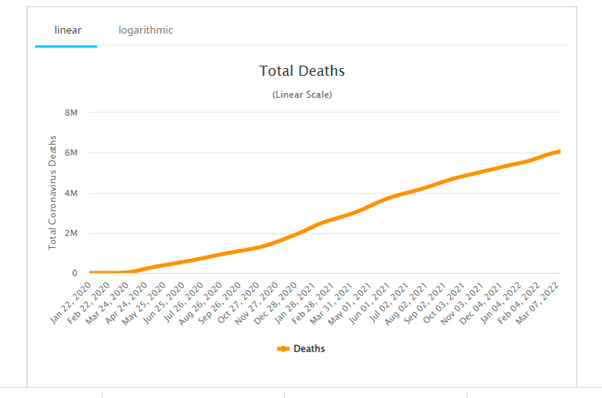 linear logarithmic
Total Deaths
(Linear Scale)
Total Coronavirus Deaths
8M
6M
4M
2M
0
Jan 22, 2020
Feb 22, 2020
Mar 24, 2020
Apr 24, 2020
May 25, 2020
Jun 25, 2020
Jul 26, 2020
Aug 26, 2020
Sep 26, 2020
Oct 27, 2020
Nov 27, 2020
Dec 28, 2020
Jan 28, 2021
Feb 28, 2021
Mar 31, 2021
May 01, 2021
Jun 01, 2021
Jul 02, 2021
Aug 02, 2021
Sep 02, 2021
Oct 03, 2021
Nov 03, 2021
Dec 04, 2021
Jan 04, 2022
Feb 04, 2022
Mar 07, 2022
Deaths